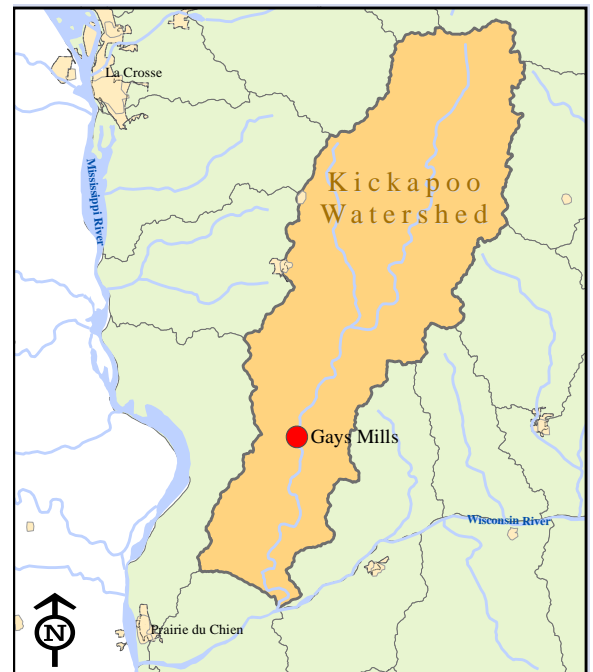 La Crosse
Mississippi River
Kickapoo
Watershed
Gays Mills
Wisconsin River
Prairie du Chien
N